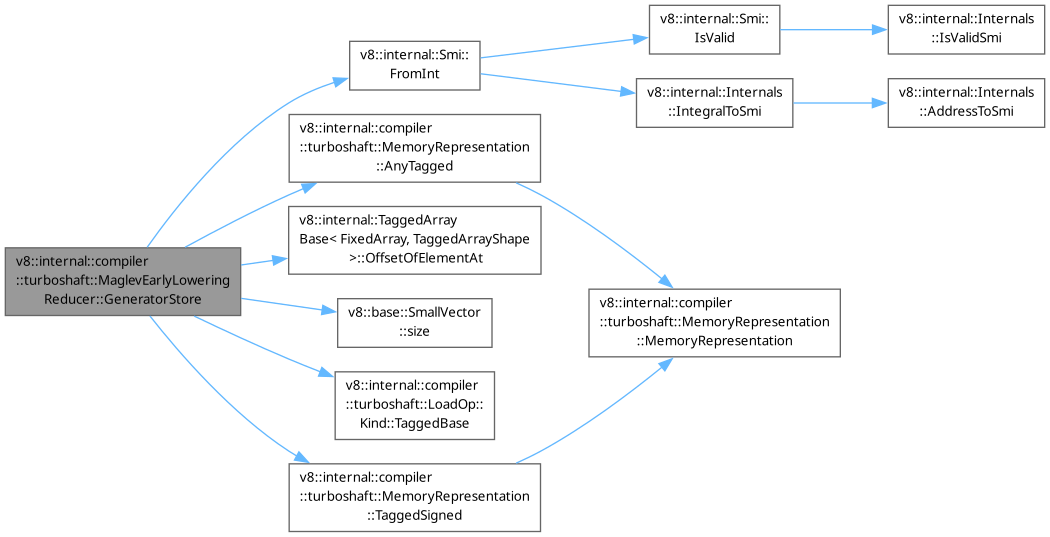 v8::internal::compiler
::turboshaft::MaglevEarlyLowering
Reducer::GeneratorStore
v8::internal::Smi::
FromInt
v8::internal::compiler
::turboshaft::MemoryRepresentation
::AnyTagged
v8::internal::TaggedArray
Base< FixedArray, TaggedArrayShape
>::OffsetOfElementAt
v8::base::SmallVector
::size
v8::internal::compiler
::turboshaft::LoadOp::
Kind::TaggedBase
v8::internal::compiler
::turboshaft::MemoryRepresentation
::TaggedSigned
v8::internal::Smi::
IsValid
v8::internal::Internals
::IntegralToSmi
v8::internal::compiler
::turboshaft::MemoryRepresentation
::MemoryRepresentation
v8::internal::Internals
::IsValidSmi
v8::internal::Internals
::AddressToSmi